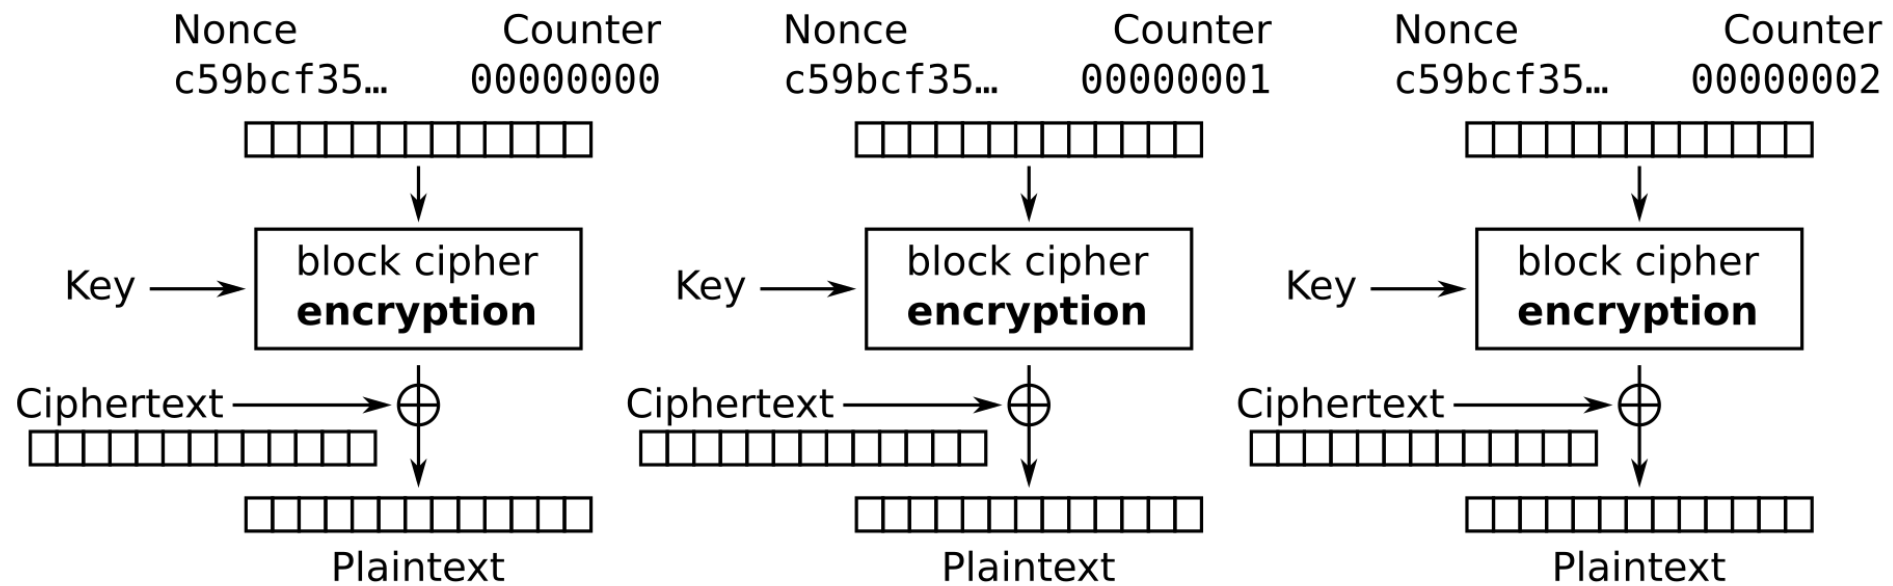 Nonce Counter Nonce Counter Nonce Counter
c59bcf35… 00000000 c59bcf35… 00000001 c59bcf35… 00000002
block cipher block cipher block cipher
Key Key Key
encryption encryption encryption
Ciphertext Ciphertext Ciphertext
Plaintext Plaintext Plaintext